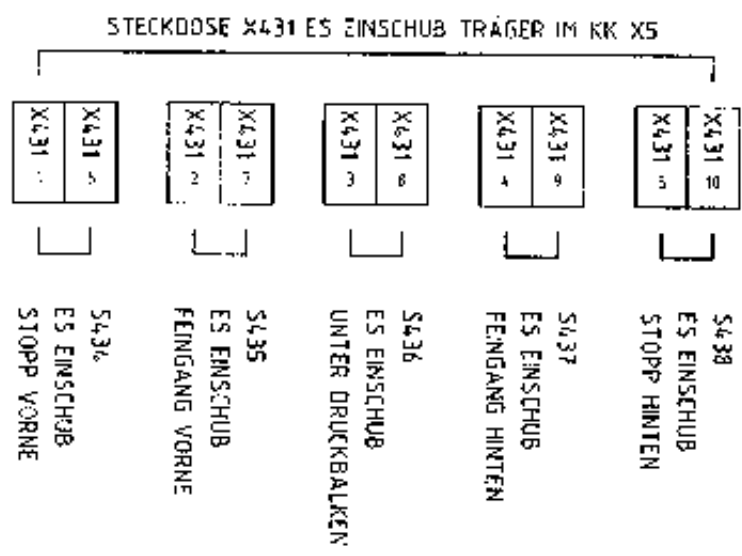 STECKDOSE X431 ES EINSCHUB TRÄGER IM KK X5
X431 1
X431
X431 2
X431 7
X431 3
X431 8
X431 4
X431 9
X431 5
X431 10
S434
ES EINSCHUB
STOPP VORNE
S435
ES EINSCHUB
FEINGANG VORNE
S436
ES EINSCHUB
UNTER DRUCKBALKEN
S437
ES EINSCHUB
FEINGANG HINTEN
S438
ES EINSCHUB
STOPP HINTEN